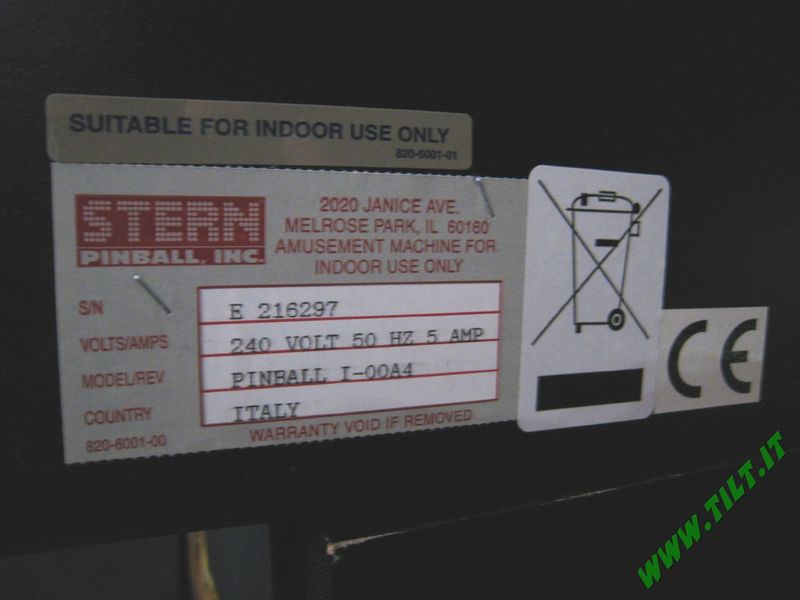 SUITABLE FOR INDOOR USE ONLY
820-6001-01
STERN
PINBALL, INC.
2020 JANICE AVE.
MELROSE PARK, IL 60160
AMUSEMENT MACHINE FOR
INDOOR USE ONLY
S/N E 216297
VOLTS/AMPS 240 VOLT 50 HZ 5 AMP
MODEL/REV PINBALL I-00A4
COUNTRY ITALY
820-6001-00 WARRANTY VOID IF REMOVED
CE
WWW.TILT.IT